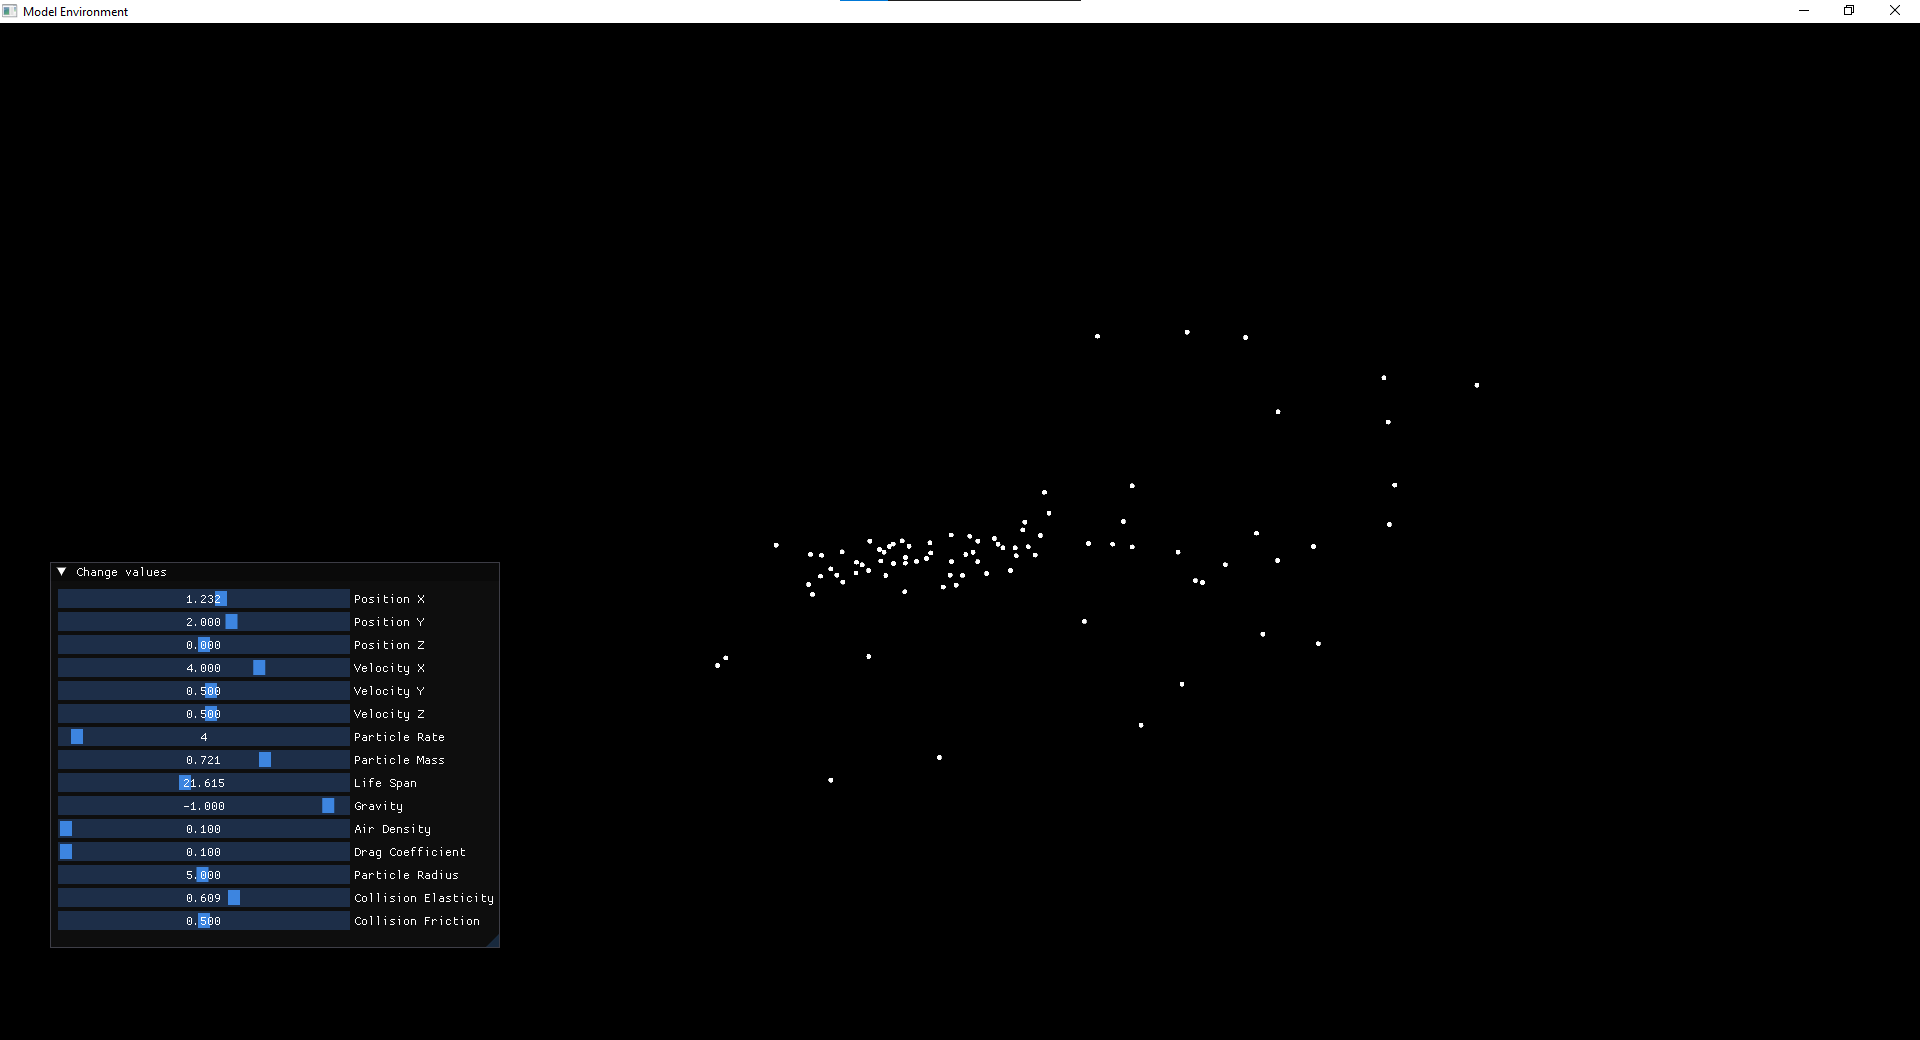 Model Environment
Change values
1.232 Position X
2.000 Position Y
0.000 Position Z
4.000 Velocity X
0.500 Velocity Y
0.500 Velocity Z
4 Particle Rate
0.721 Particle Mass
21.615 Life Span
-1.000 Gravity
0.100 Air Density
0.100 Drag Coefficient
5.000 Particle Radius
0.609 Collision Elasticity
0.500 Collision Friction